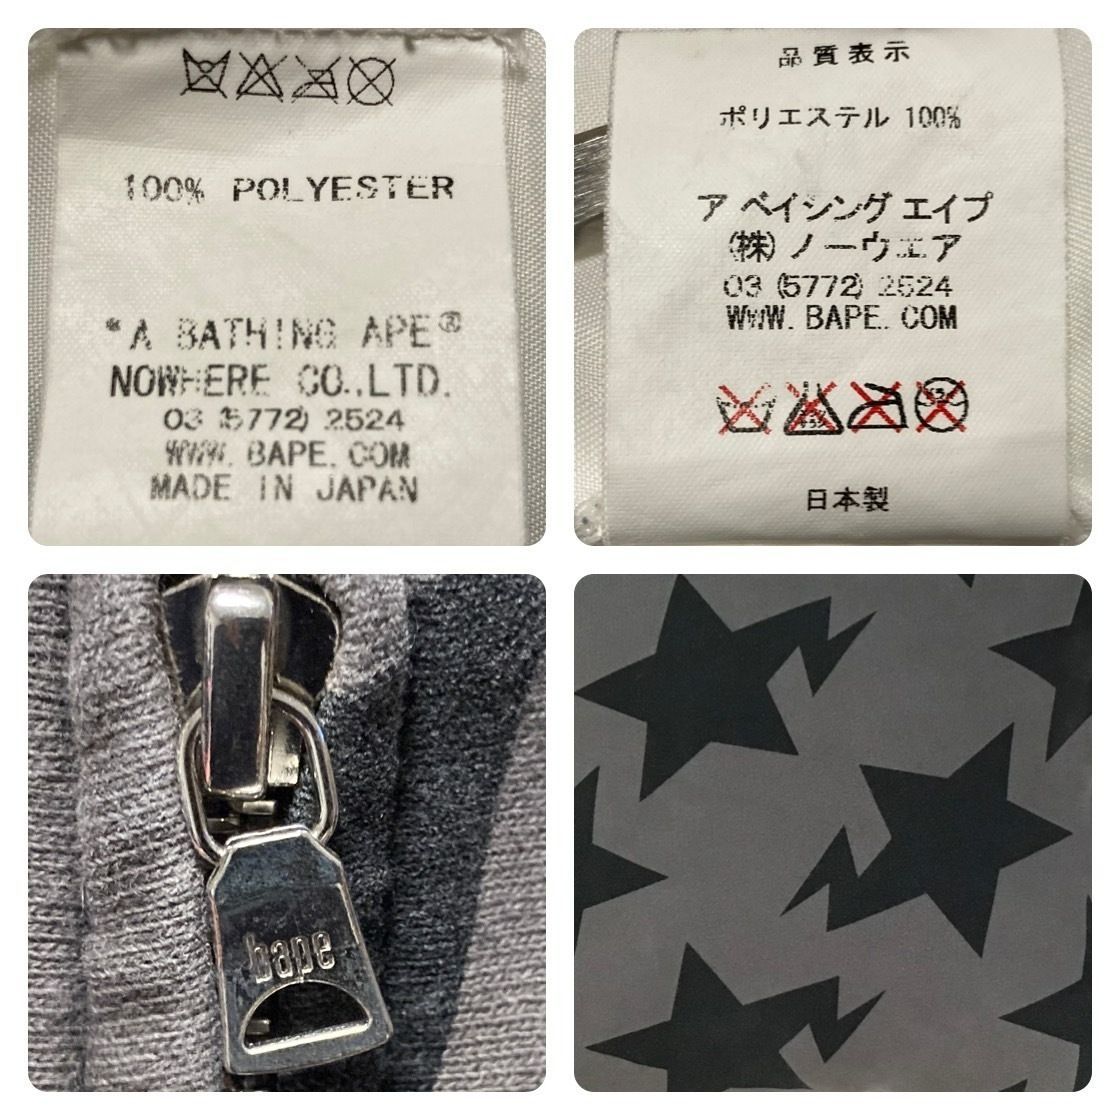 100% POLYESTER
"A BATHING APE®
NOWHERE CO.,LTD.
03 (5772) 2524
WWW.BAPE.COM
MADE IN JAPAN
品質表示
ポリエステル 100%
ア ベイシング エイプ
(株) ノーウエア
03 (5772) 2524
WWW.BAPE.COM
日本製
bape